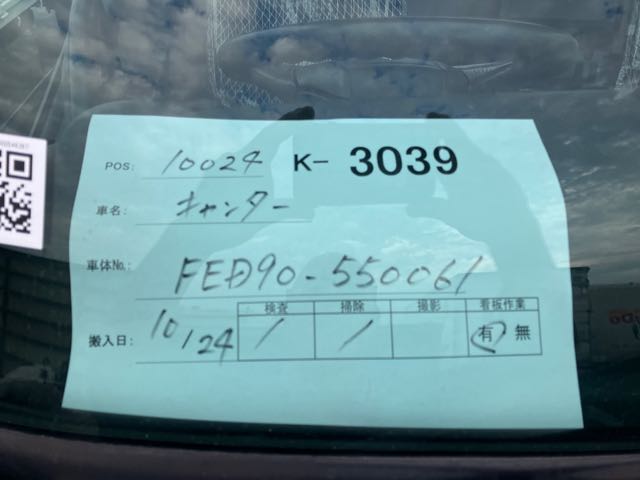 POS: 10024 K- 3039
車名: キャンター
車体No.: FED90-550061
検査 掃除 撮影 看板作業
搬入日: 10/24 / / 有 無